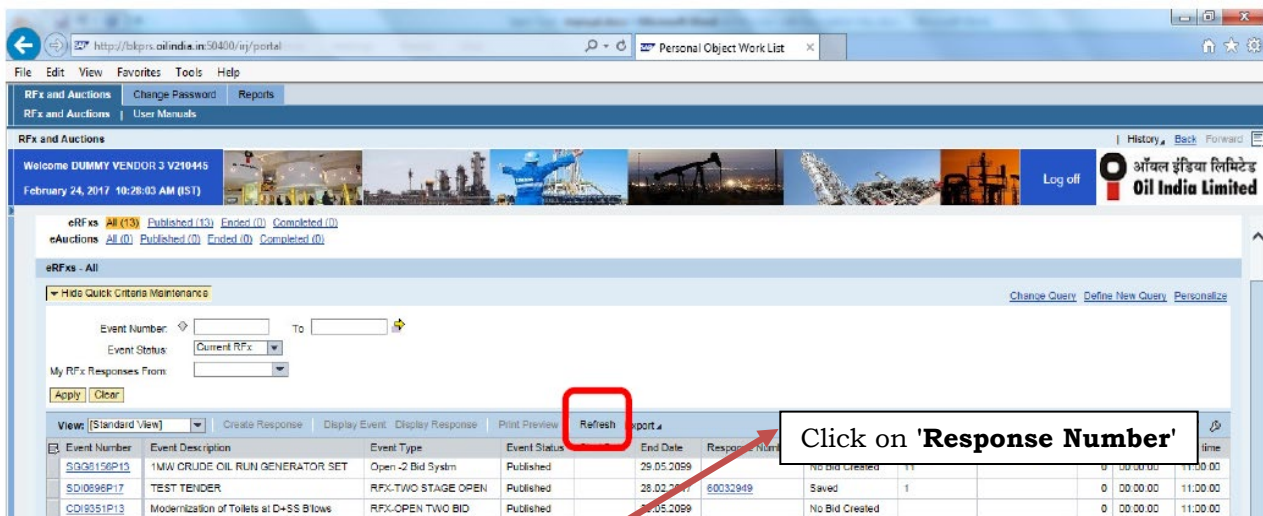 http://bkprs.oilindia.in:50400/irj/portal
Personal Object Work List
File Edit View Favorites Tools Help
RFx and Auctions Change Password Reports
RFx and Auctions | User Manuals
RFx and Auctions
History Back Forward
Welcome DUMMY VENDOR 3 V210445
February 24, 2017 10:28:03 AM (IST)
Log off
ऑयल इंडिया लिमिटेड
Oil India Limited
eRFxs All (13) Published (13) Ended (0) Completed (0)
eAuctions All (0) Published (0) Ended (0) Completed (0)
eRFxs - All
Hide Quick Criteria Maintenance
Change Query Define New Query Personalize
Event Number: To
Event Status: Current RFx
My RFx Responses From:
Apply Clear
View: [Standard View] Create Response Display Event Display Response Print Preview Refresh Export
Click on 'Response Number'
Event Number Event Description Event Type Event Status End Date time
SGG6156P13 1MW CRUDE OIL RUN GENERATOR SET Open -2 Bid Systm Published 29.05.2099 No Bid Created 11 0 00:00:00 11:00:00
SDI0696P17 TEST TENDER RFX-TWO STAGE OPEN Published 60032949 Saved 1 0 00:00:00 11:00:00
CDI9351P13 Modernization of Toilets at D+SS B'lows RFX-OPEN TWO BID Published No Bid Created 0 00:00:00 11:00:00